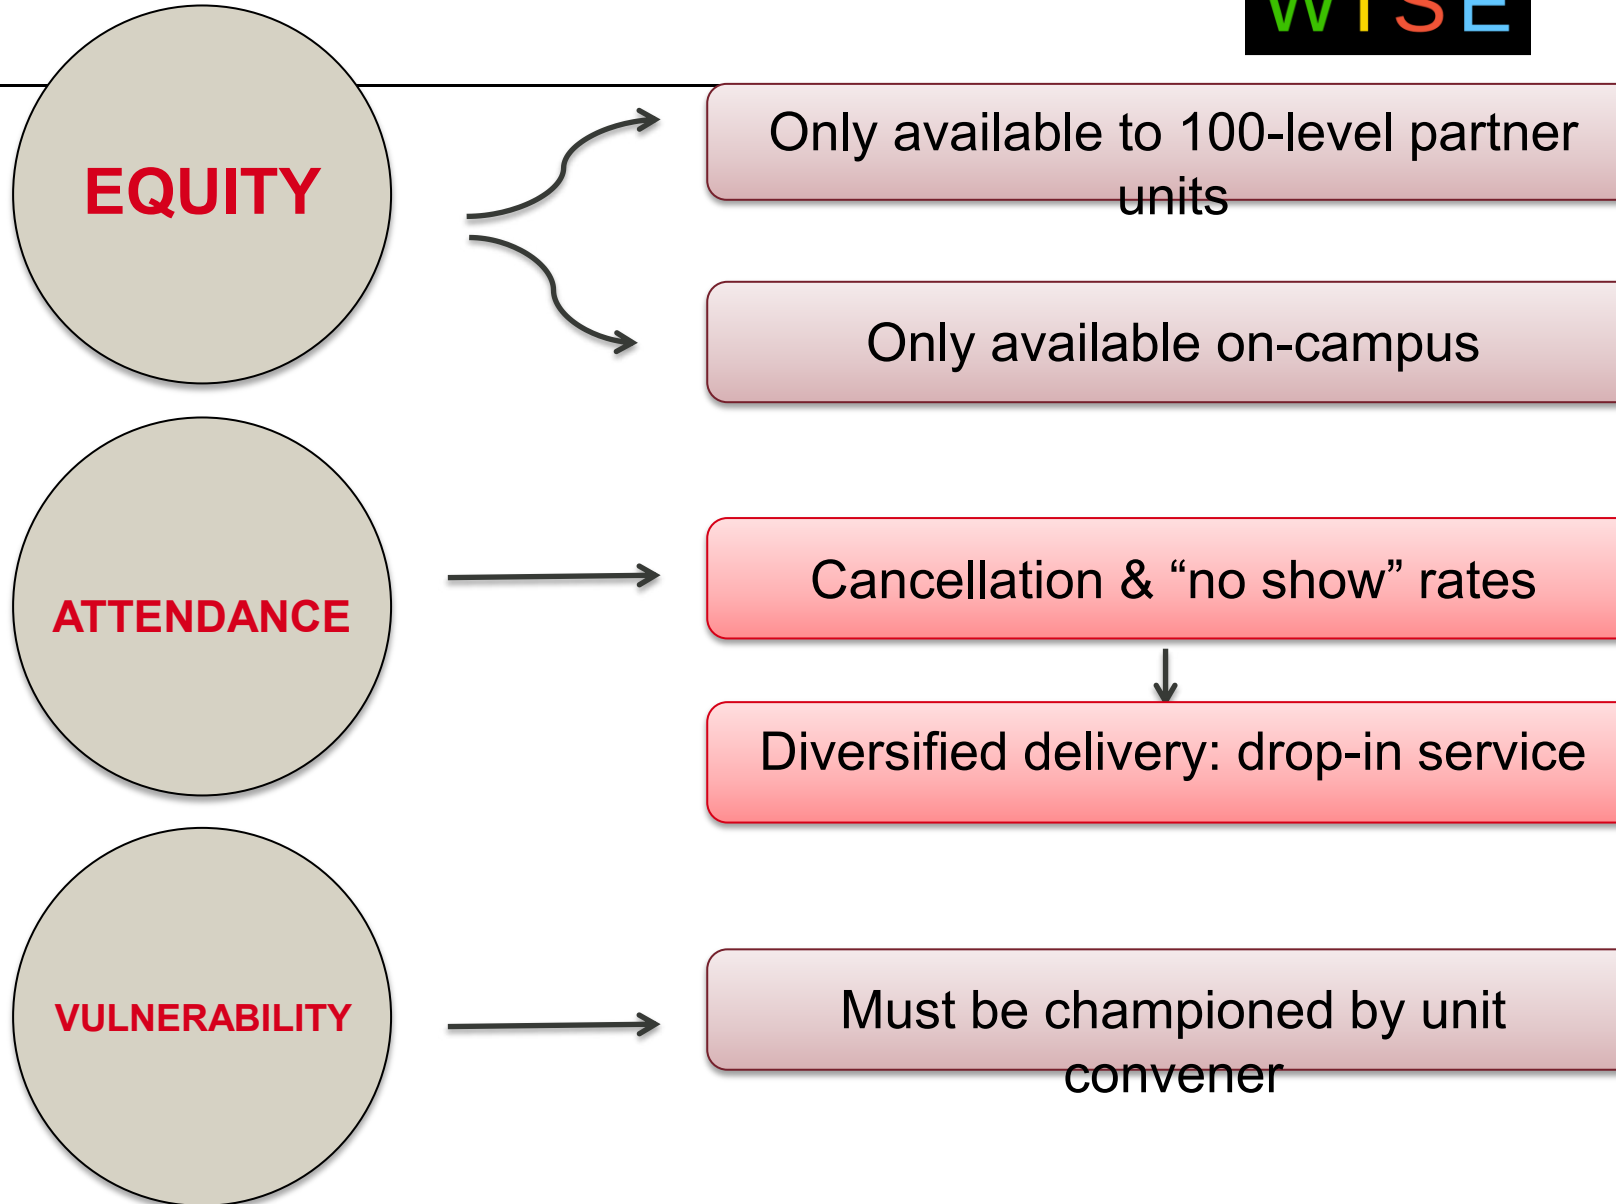 WISE
EQUITY
Only available to 100-level partner
units
Only available on-campus
ATTENDANCE
Cancellation & “no show” rates
Diversified delivery: drop-in service
VULNERABILITY
Must be championed by unit
convener